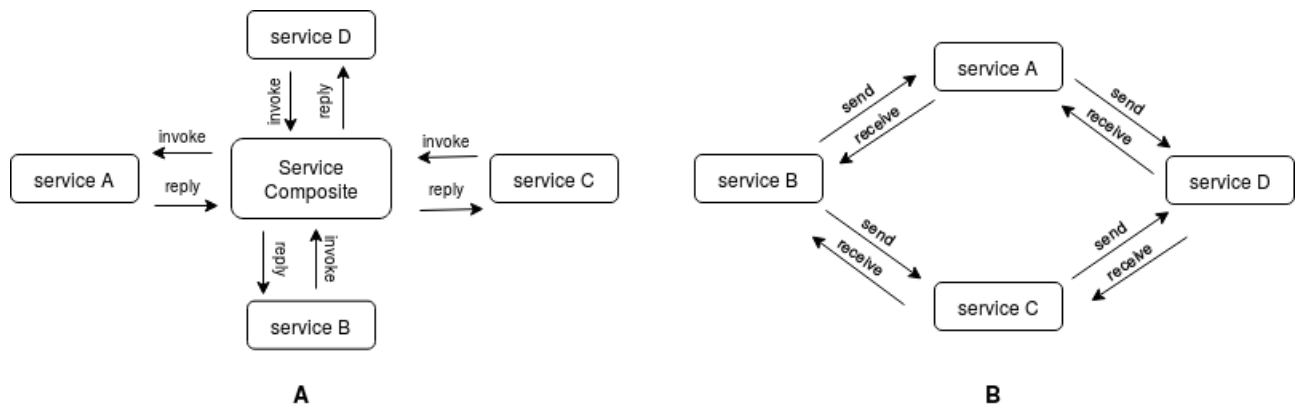 service D
invoke
reply
invoke
service A
reply
Service
Composite
invoke
service C
reply
reply
invoke
service B
A
service A
send
receive
send
receive
service B
service D
send
receive
send
receive
service C
B